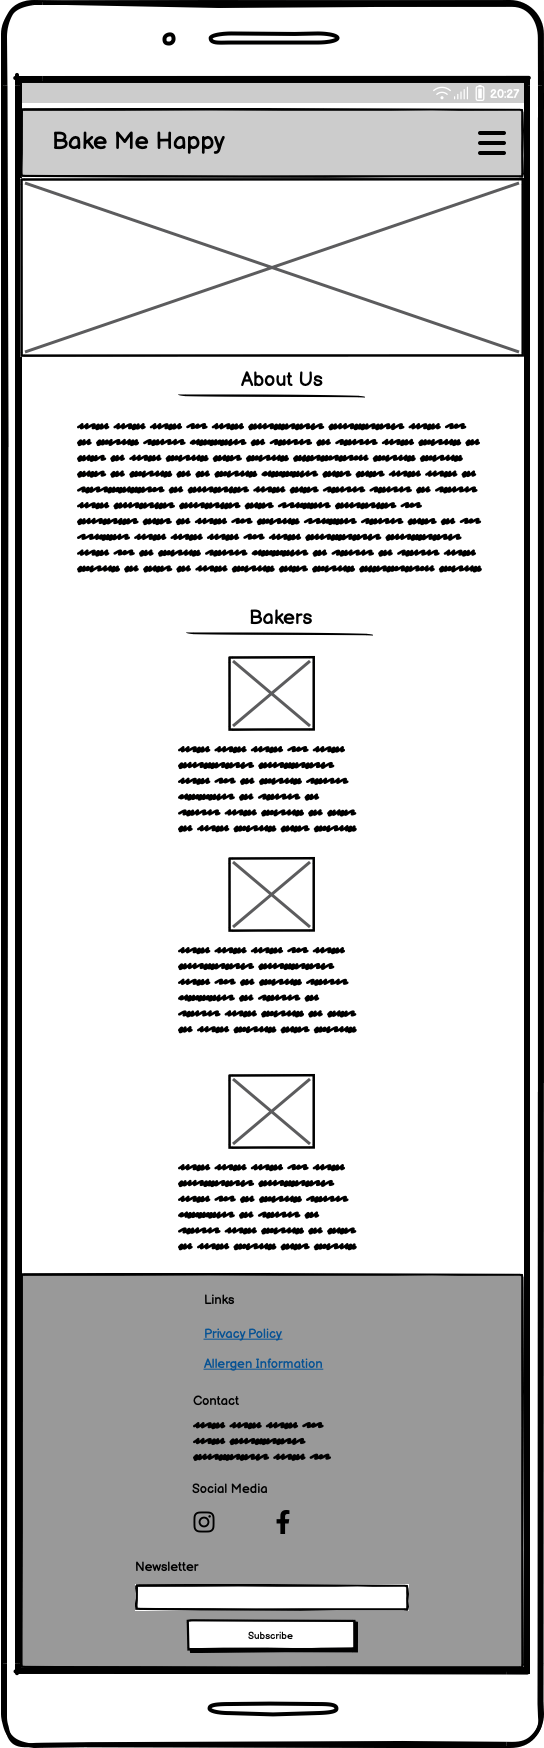 20:27
Bake Me Happy
About Us
Bakers
Links
Privacy Policy
Allergen Information
Contact
Social Media
Newsletter
Subscribe